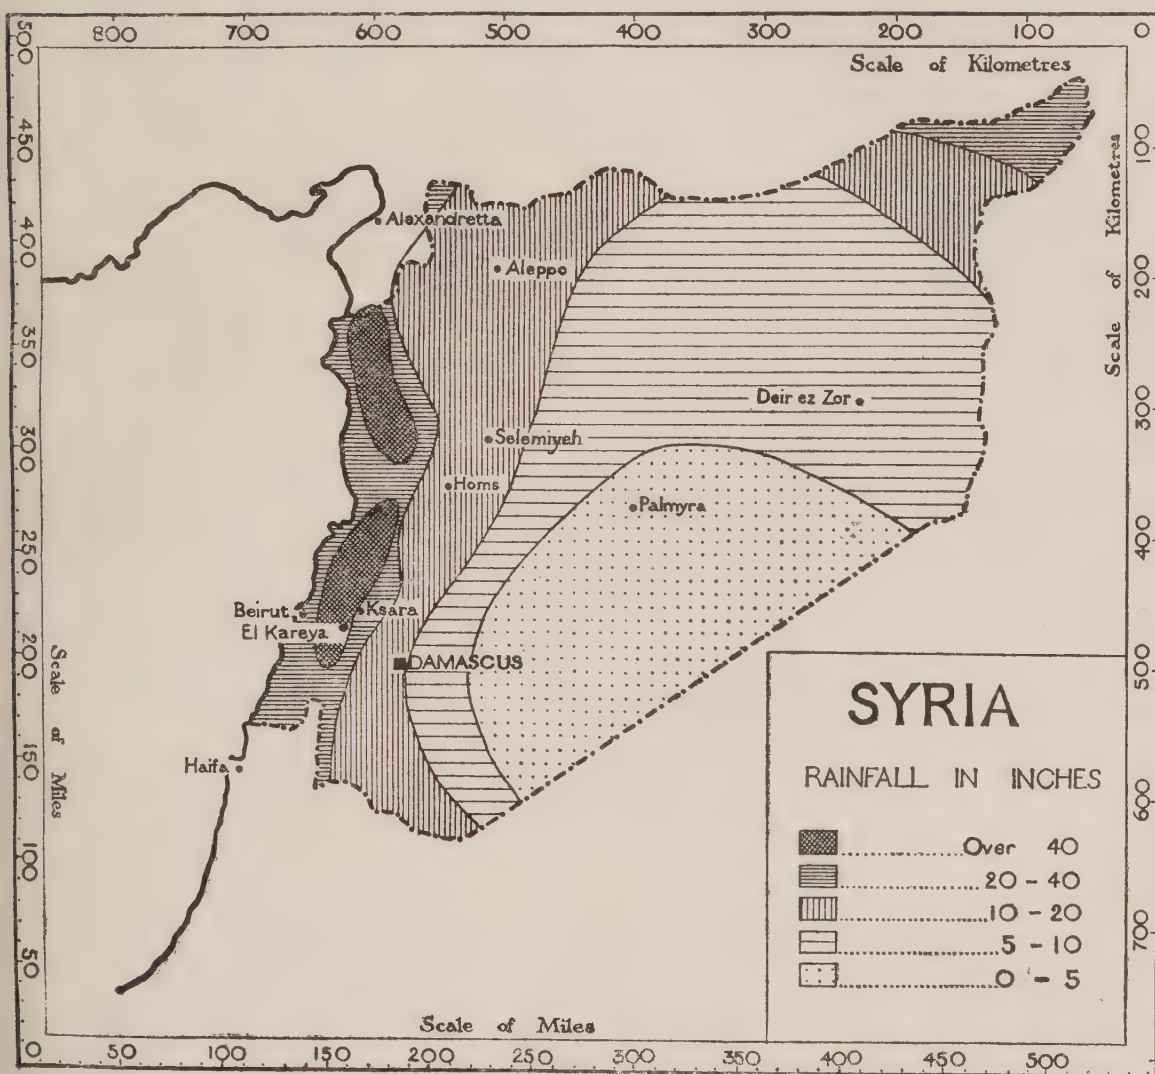 800 700 600 500 400 300 200 100 0
Scale of Kilometres
500 450 400 350 300 250 200 150 100 50 0
Scale of Miles
100 200 300 400 500 600 700
Scale of Kilometres
Alexandretta
Aleppo
Deir ez Zor
Selemiyeh
Homs
Palmyra
Beirut
Ksara
El Kareya
DAMASCUS
Haifa
SYRIA
RAINFALL IN INCHES
Over 40
20 - 40
10 - 20
5 - 10
0 - 5
Scale of Miles
50 100 150 200 250 300 350 400 450 500